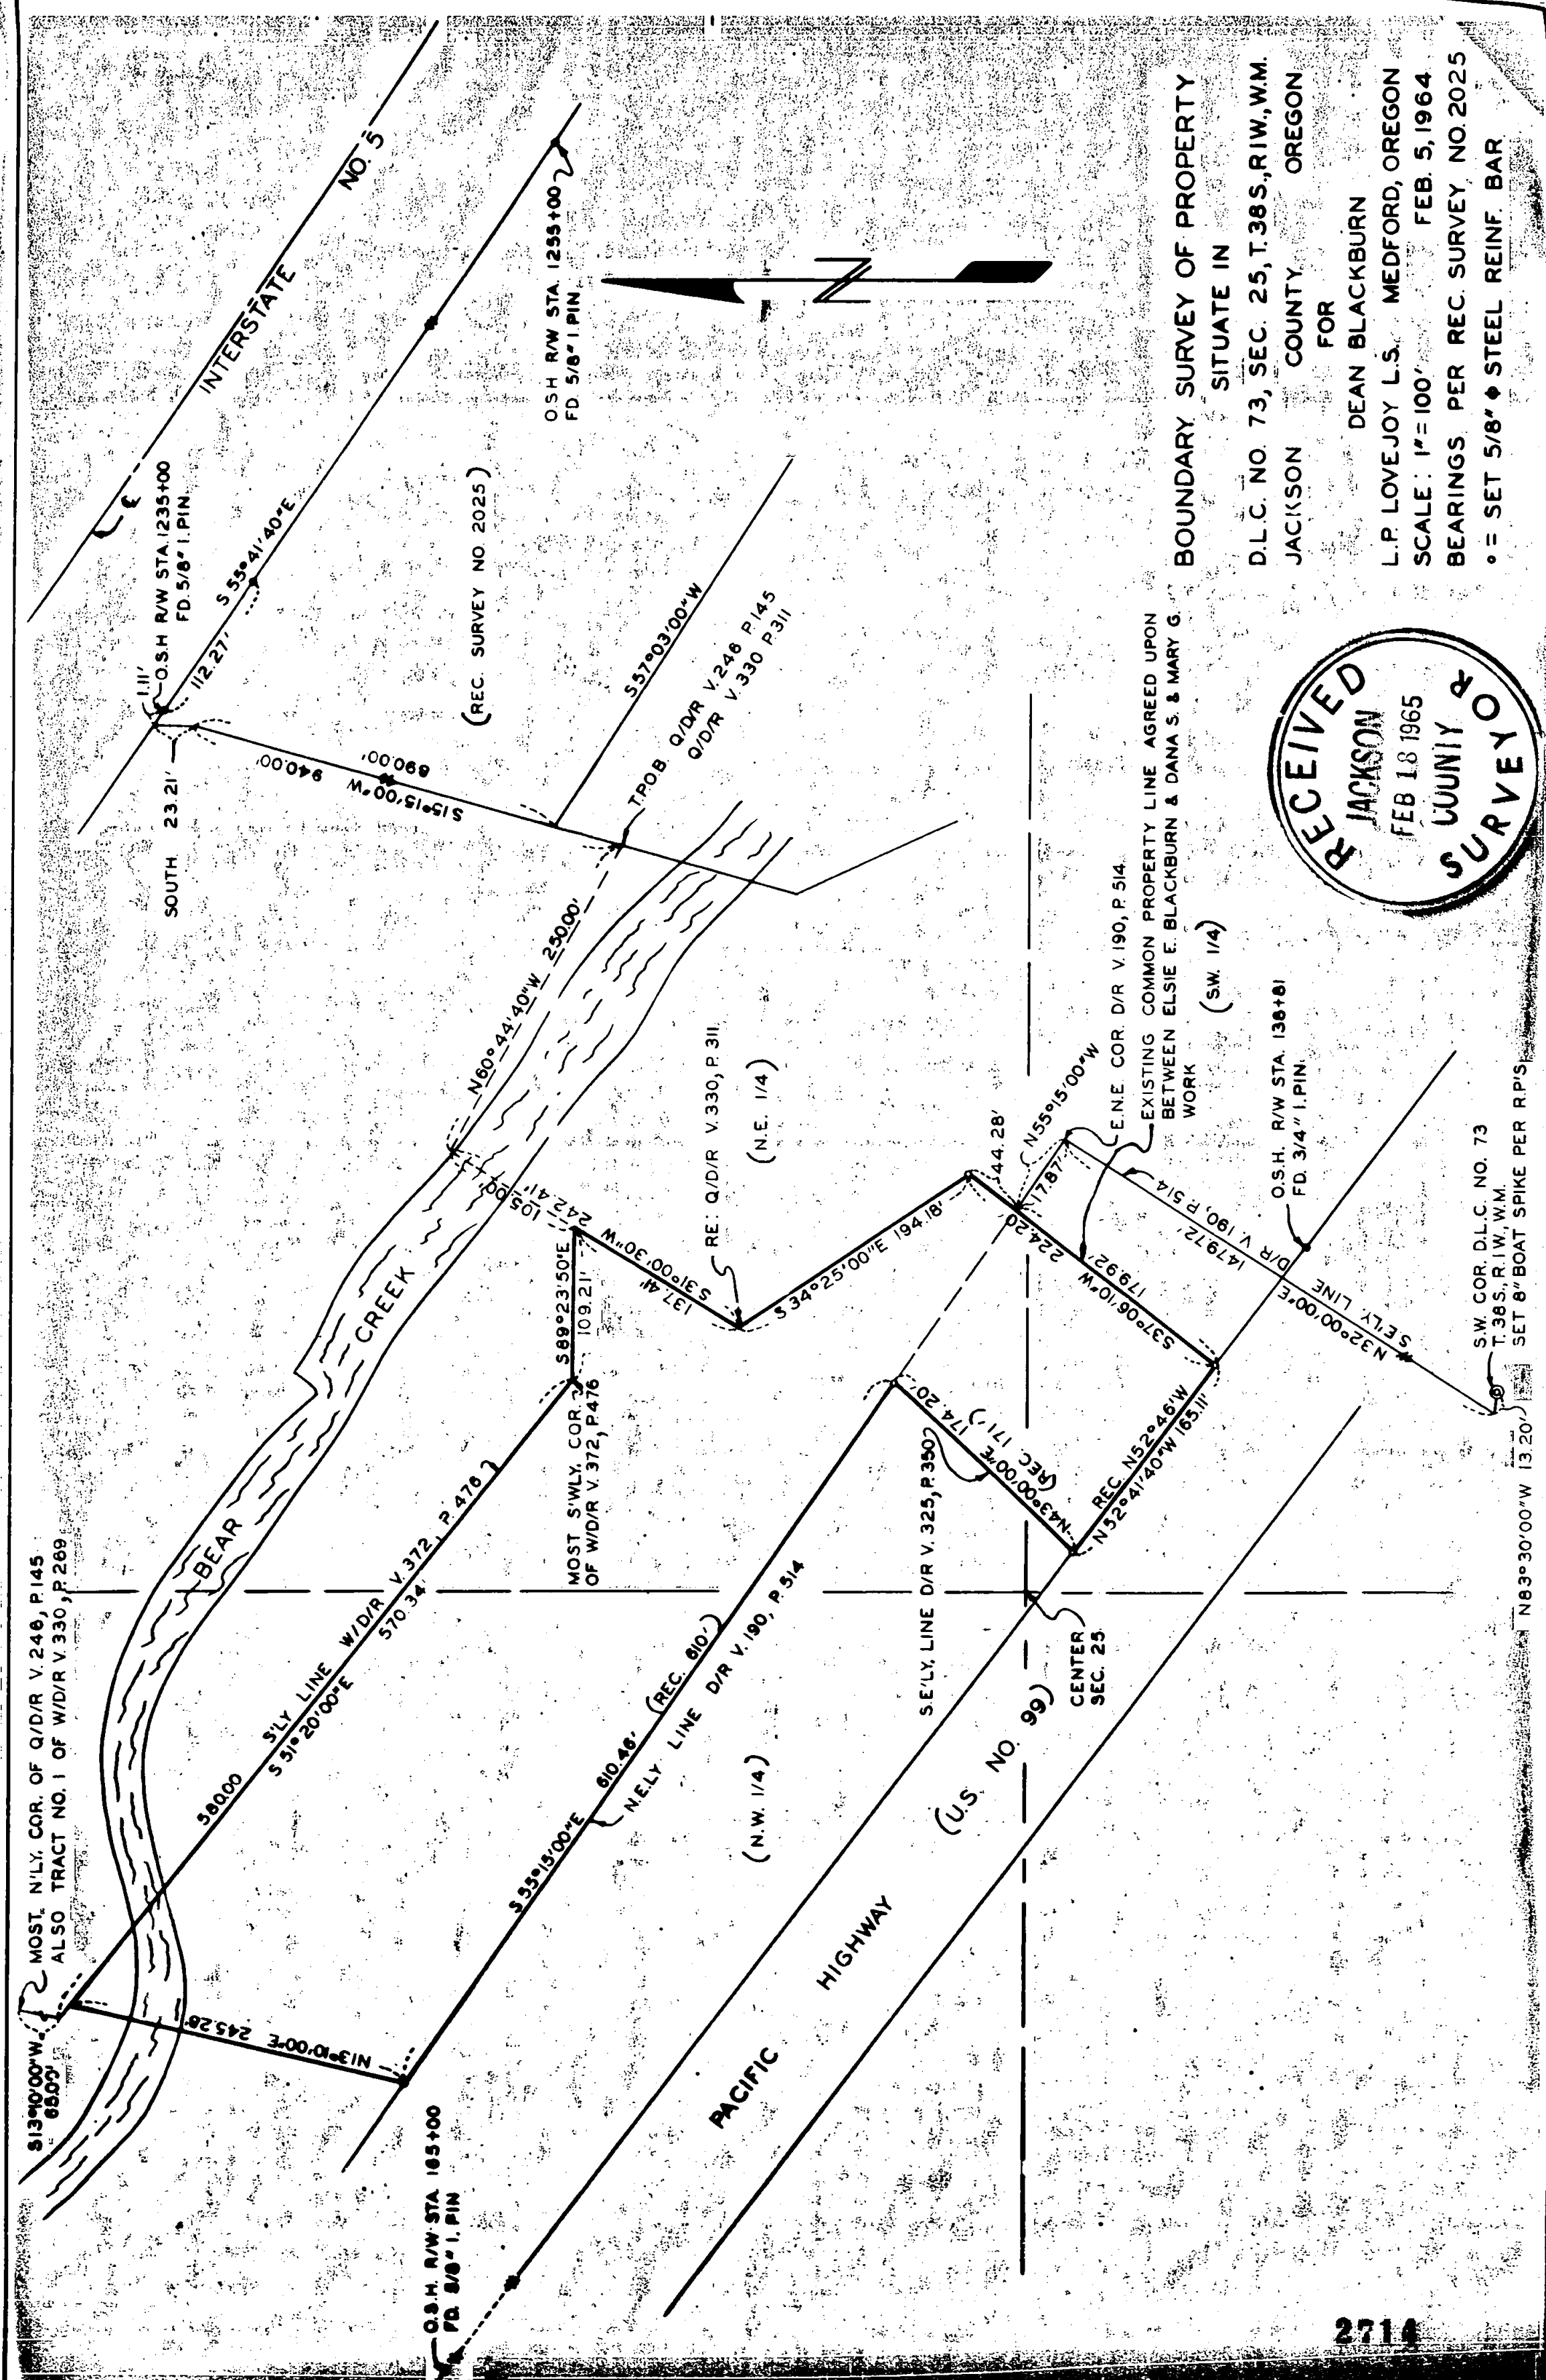 S13°10'00"W
65.00'
MOST N'LY. COR. OF Q/D/R V. 246, P. 145
ALSO TRACT NO. 1 OF W/D/R V. 330, P. 269
N13°10'00"E 245.28'
O.S.H. R/W STA. 165+00
FD. 5/8" I. PIN
580.00
S'LY LINE W/D/R V. 372, P. 476
S 51°20'00"E 570.34'
BEAR CREEK
S 55°15'00"E 610.46' (REC. 610')
N.E.LY LINE D/R V. 190, P. 514
(N.W. 1/4)
PACIFIC HIGHWAY
(U.S. NO. 99)
CENTER
SEC. 25
MOST S'WLY. COR.
OF W/D/R V. 372, P. 476
S89°23'50"E
109.21'
105.00'
242.41'
S 31°00'30"W
137.41'
RE: Q/D/R V. 330, P. 311
(N.E. 1/4)
S 34°25'00"E 194.18'
N60°44'40"W 250.00'
S.E'LY. LINE D/R V. 325, P. 350
174.20'
N43°00'00"E
(REC. 171')
REC. N52°46'W
N52°41'40"W 165.11'
44.28'
224.20'
179.92'
S37°06'10"W
17.87'
N55°15'00"W
E.N.E COR. D/R V. 190, P. 514
EXISTING COMMON PROPERTY LINE AGREED UPON
BETWEEN ELSIE E. BLACKBURN & DANA S. & MARY G.
WORK
(S.W. 1/4)
D/R V. 190, P. 514
1479.72'
N32°00'00"E
S.E'LY. LINE
O.S.H. R/W STA. 138+81
FD. 3/4" I. PIN.
S.W. COR. D.L.C. NO. 73
T. 38 S., R. 1 W., W.M.
SET 8" BOAT SPIKE PER R.P'S.
N83°30'00"W 13.20'
INTERSTATE NO. 5
℄
1.11'
O.S.H R/W STA. 1235+00
FD. 5/8" I. PIN.
112.27'
S 55°41'40"E
SOUTH 23.21'
940.00'
890.00'
S15°15'00"W
(REC. SURVEY NO. 2025)
O.S.H R/W STA. 1255+00
FD. 5/8" I. PIN.
S57°03'00"W
T.P.O.B. Q/D/R V. 246 P. 145
Q/D/R V. 330 P. 311
BOUNDARY SURVEY OF PROPERTY
SITUATE IN
D.L.C. NO. 73, SEC. 25, T.38S., R1W., W.M.
JACKSON COUNTY OREGON
FOR
DEAN BLACKBURN
L.P. LOVEJOY L.S. MEDFORD, OREGON
SCALE: 1" = 100' FEB. 5, 1964
BEARINGS PER REC. SURVEY NO. 2025
° = SET 5/8" ⌀ STEEL REINF. BAR
RECEIVED
JACKSON
FEB 18 1965
COUNTY
SURVEYOR
2714